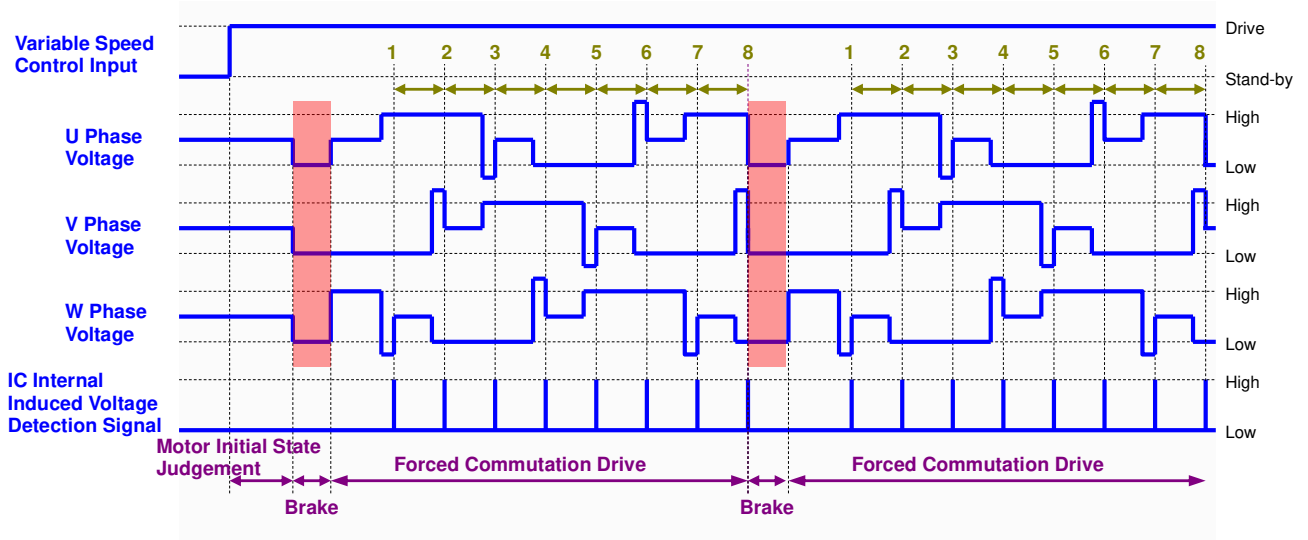 Variable Speed
Control Input
Drive
1 2 3 4 5 6 7 8 1 2 3 4 5 6 7 8
Stand-by
U Phase
Voltage
High
Low
V Phase
Voltage
High
Low
W Phase
Voltage
High
Low
IC Internal
Induced Voltage
Detection Signal
High
Low
Motor Initial State
Judgement
Forced Commutation Drive
Forced Commutation Drive
Brake
Brake